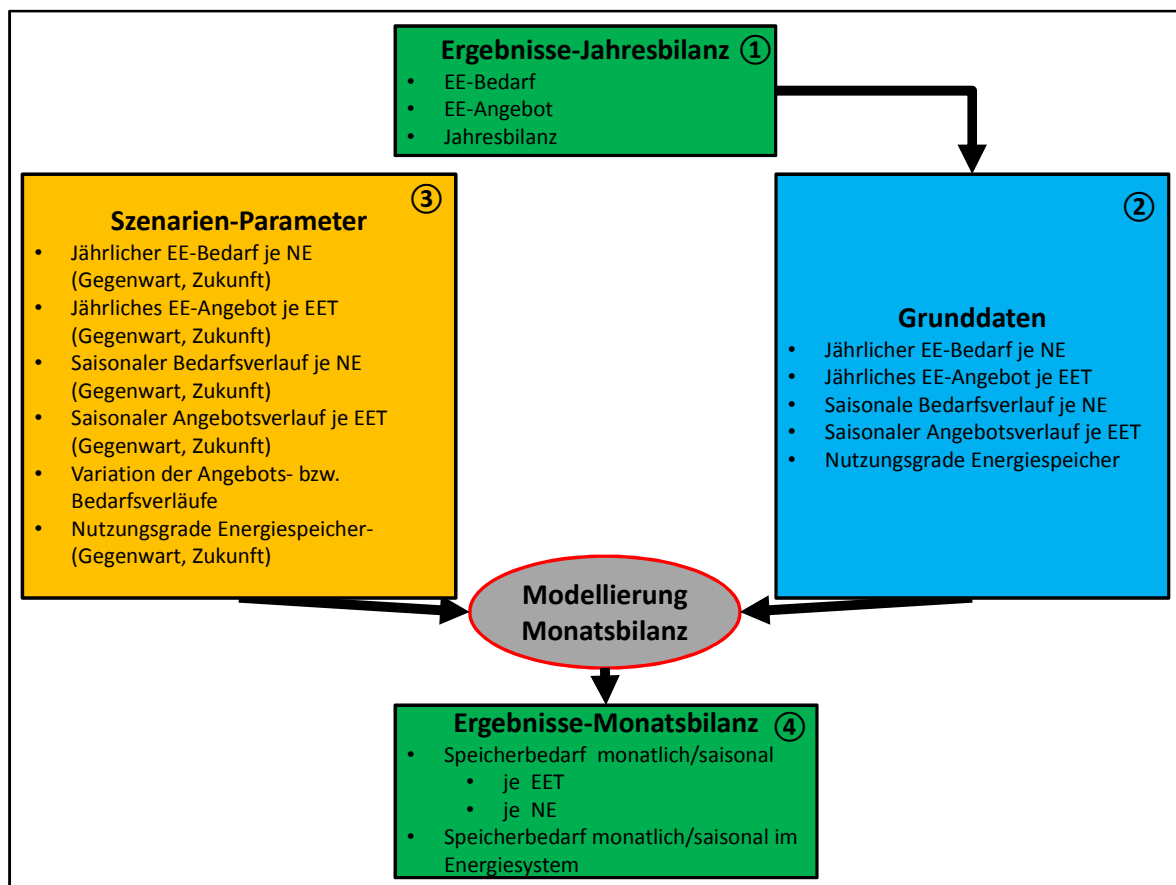 Ergebnisse-Jahresbilanz ①
• EE-Bedarf
• EE-Angebot
• Jahresbilanz
③
Szenarien-Parameter
• Jährlicher EE-Bedarf je NE
(Gegenwart, Zukunft)
• Jährliches EE-Angebot je EET
(Gegenwart, Zukunft)
• Saisonaler Bedarfsverlauf je NE
(Gegenwart, Zukunft)
• Saisonaler Angebotsverlauf je EET
(Gegenwart, Zukunft)
• Variation der Angebots- bzw.
Bedarfsverläufe
• Nutzungsgrade Energiespeicher-
(Gegenwart, Zukunft)
②
Grunddaten
• Jährlicher EE-Bedarf je NE
• Jährliches EE-Angebot je EET
• Saisonale Bedarfsverlauf je NE
• Saisonaler Angebotsverlauf je EET
• Nutzungsgrade Energiespeicher
Modellierung
Monatsbilanz
Ergebnisse-Monatsbilanz ④
• Speicherbedarf monatlich/saisonal
• je EET
• je NE
• Speicherbedarf monatlich/saisonal im
Energiesystem